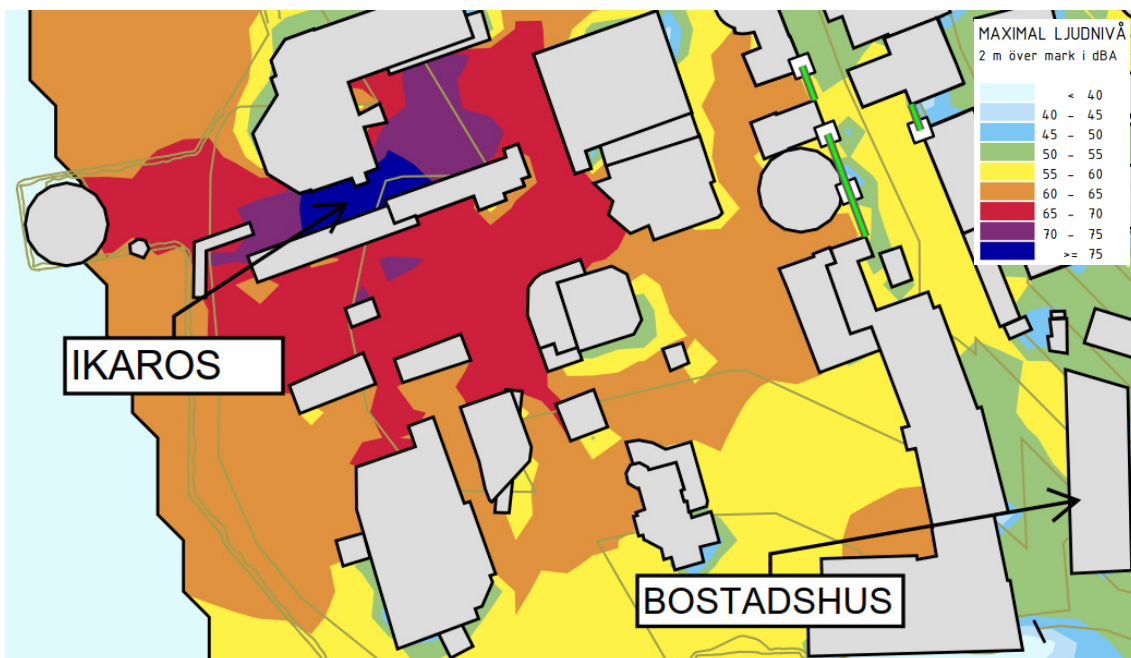 MAXIMAL LJUDNIVÅ
2 m över mark i dBA
< 40
40 - 45
45 - 50
50 - 55
55 - 60
60 - 65
65 - 70
70 - 75
>= 75
IKAROS
BOSTADSHUS